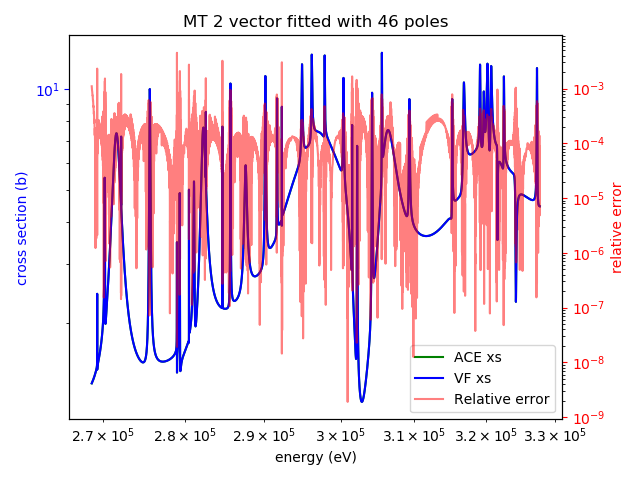 MT 2 vector fitted with 46 poles
10¹
cross section (b)
10⁻³
10⁻⁴
10⁻⁵
10⁻⁶
10⁻⁷
10⁻⁸
10⁻⁹
relative error
ACE xs
VF xs
Relative error
2.7 × 10⁵ 2.8 × 10⁵ 2.9 × 10⁵ 3 × 10⁵ 3.1 × 10⁵ 3.2 × 10⁵ 3.3 × 10⁵
energy (eV)